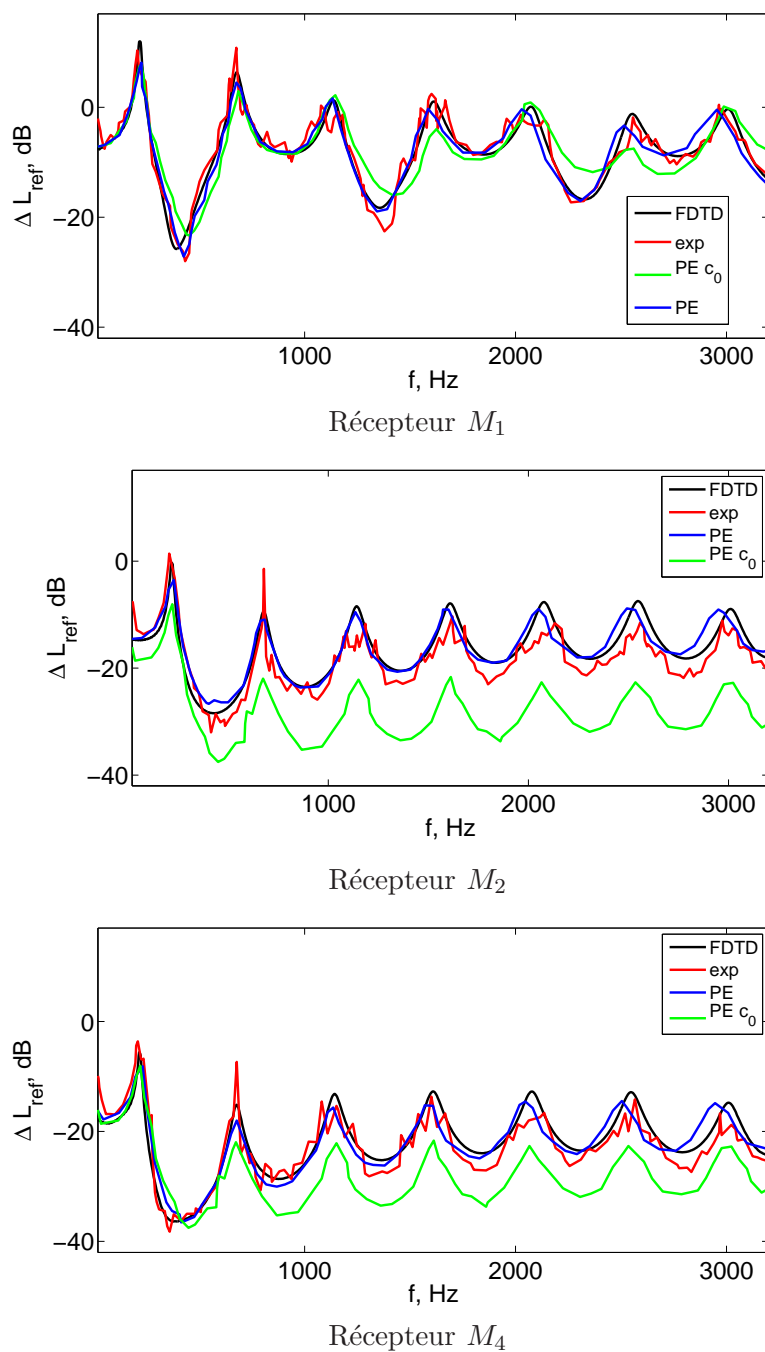 0
−20
−40
Δ L_ref, dB
FDTD
exp
PE c_0
PE
1000 2000 3000
f, Hz
Récepteur M_1
0
−20
−40
Δ L_ref, dB
FDTD
exp
PE
PE c_0
1000 2000 3000
f, Hz
Récepteur M_2
0
−20
−40
Δ L_ref, dB
FDTD
exp
PE
PE c_0
1000 2000 3000
f, Hz
Récepteur M_4